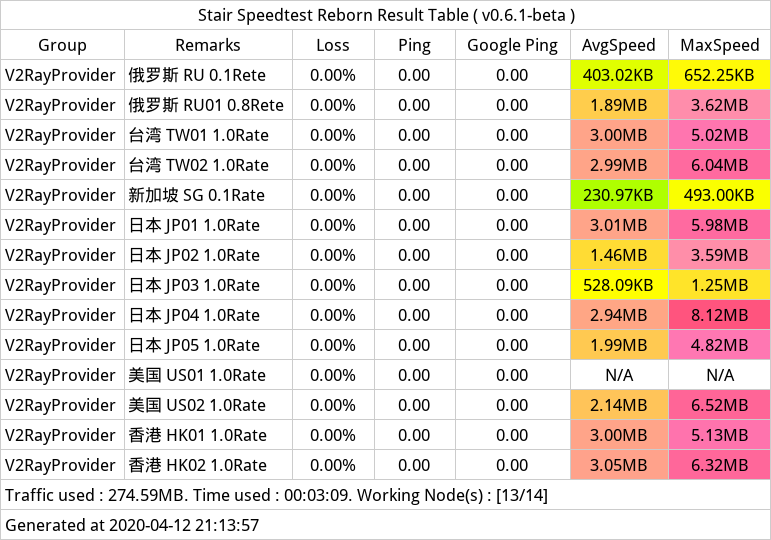 Stair Speedtest Reborn Result Table ( v0.6.1-beta )
Group Remarks Loss Ping Google Ping AvgSpeed MaxSpeed
V2RayProvider 俄罗斯 RU 0.1Rete 0.00% 0.00 0.00 403.02KB 652.25KB
V2RayProvider 俄罗斯 RU01 0.8Rete 0.00% 0.00 0.00 1.89MB 3.62MB
V2RayProvider 台湾 TW01 1.0Rate 0.00% 0.00 0.00 3.00MB 5.02MB
V2RayProvider 台湾 TW02 1.0Rate 0.00% 0.00 0.00 2.99MB 6.04MB
V2RayProvider 新加坡 SG 0.1Rate 0.00% 0.00 0.00 230.97KB 493.00KB
V2RayProvider 日本 JP01 1.0Rate 0.00% 0.00 0.00 3.01MB 5.98MB
V2RayProvider 日本 JP02 1.0Rate 0.00% 0.00 0.00 1.46MB 3.59MB
V2RayProvider 日本 JP03 1.0Rate 0.00% 0.00 0.00 528.09KB 1.25MB
V2RayProvider 日本 JP04 1.0Rate 0.00% 0.00 0.00 2.94MB 8.12MB
V2RayProvider 日本 JP05 1.0Rate 0.00% 0.00 0.00 1.99MB 4.82MB
V2RayProvider 美国 US01 1.0Rate 0.00% 0.00 0.00 N/A N/A
V2RayProvider 美国 US02 1.0Rate 0.00% 0.00 0.00 2.14MB 6.52MB
V2RayProvider 香港 HK01 1.0Rate 0.00% 0.00 0.00 3.00MB 5.13MB
V2RayProvider 香港 HK02 1.0Rate 0.00% 0.00 0.00 3.05MB 6.32MB
Traffic used : 274.59MB. Time used : 00:03:09. Working Node(s) : [13/14]
Generated at 2020-04-12 21:13:57